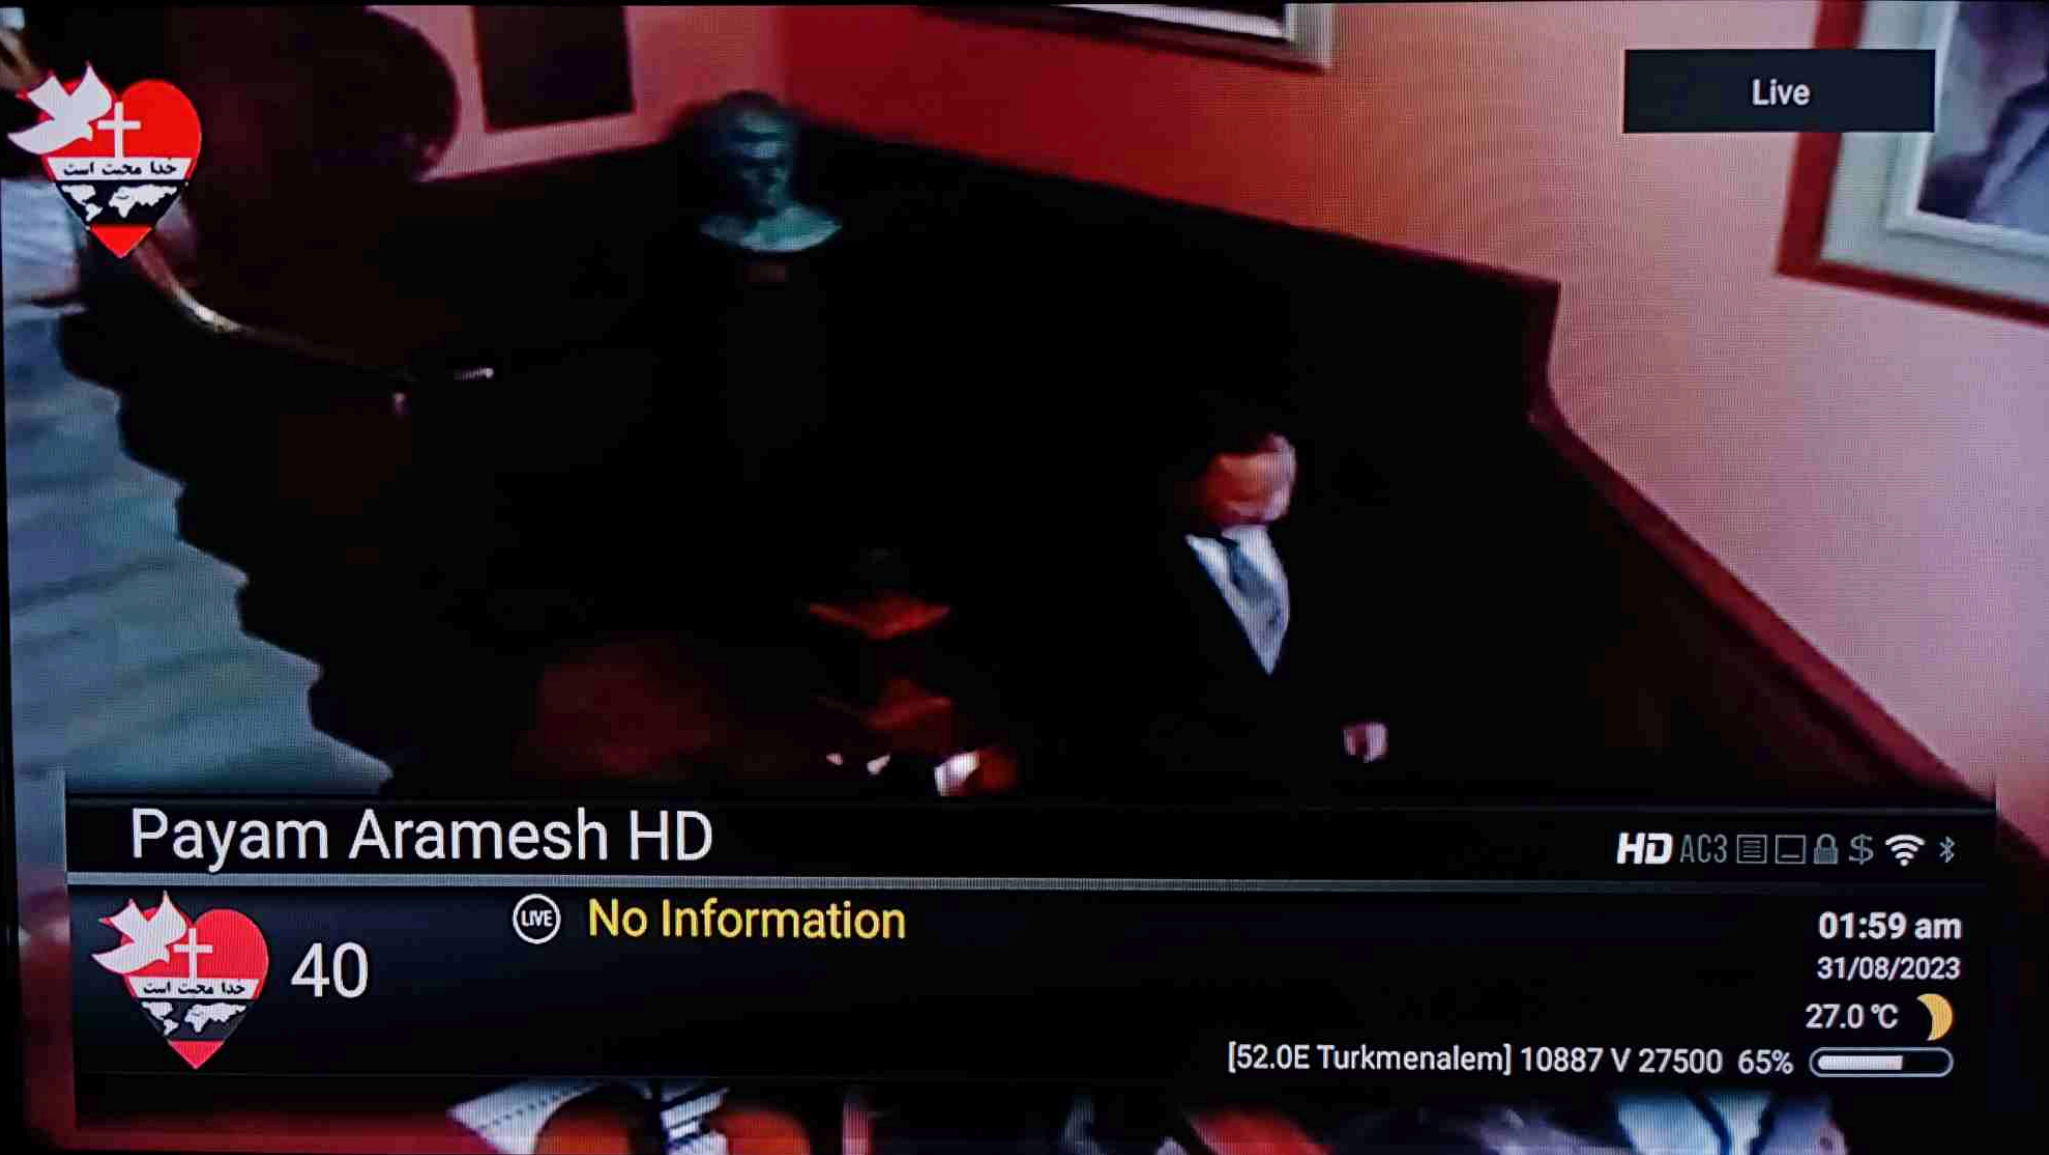 خدا محبت است
Live
Payam Aramesh HD
HD AC3 $
LIVE No Information
خدا محبت است
40
01:59 am
31/08/2023
27.0 °C
[52.0E Turkmenalem] 10887 V 27500 65%